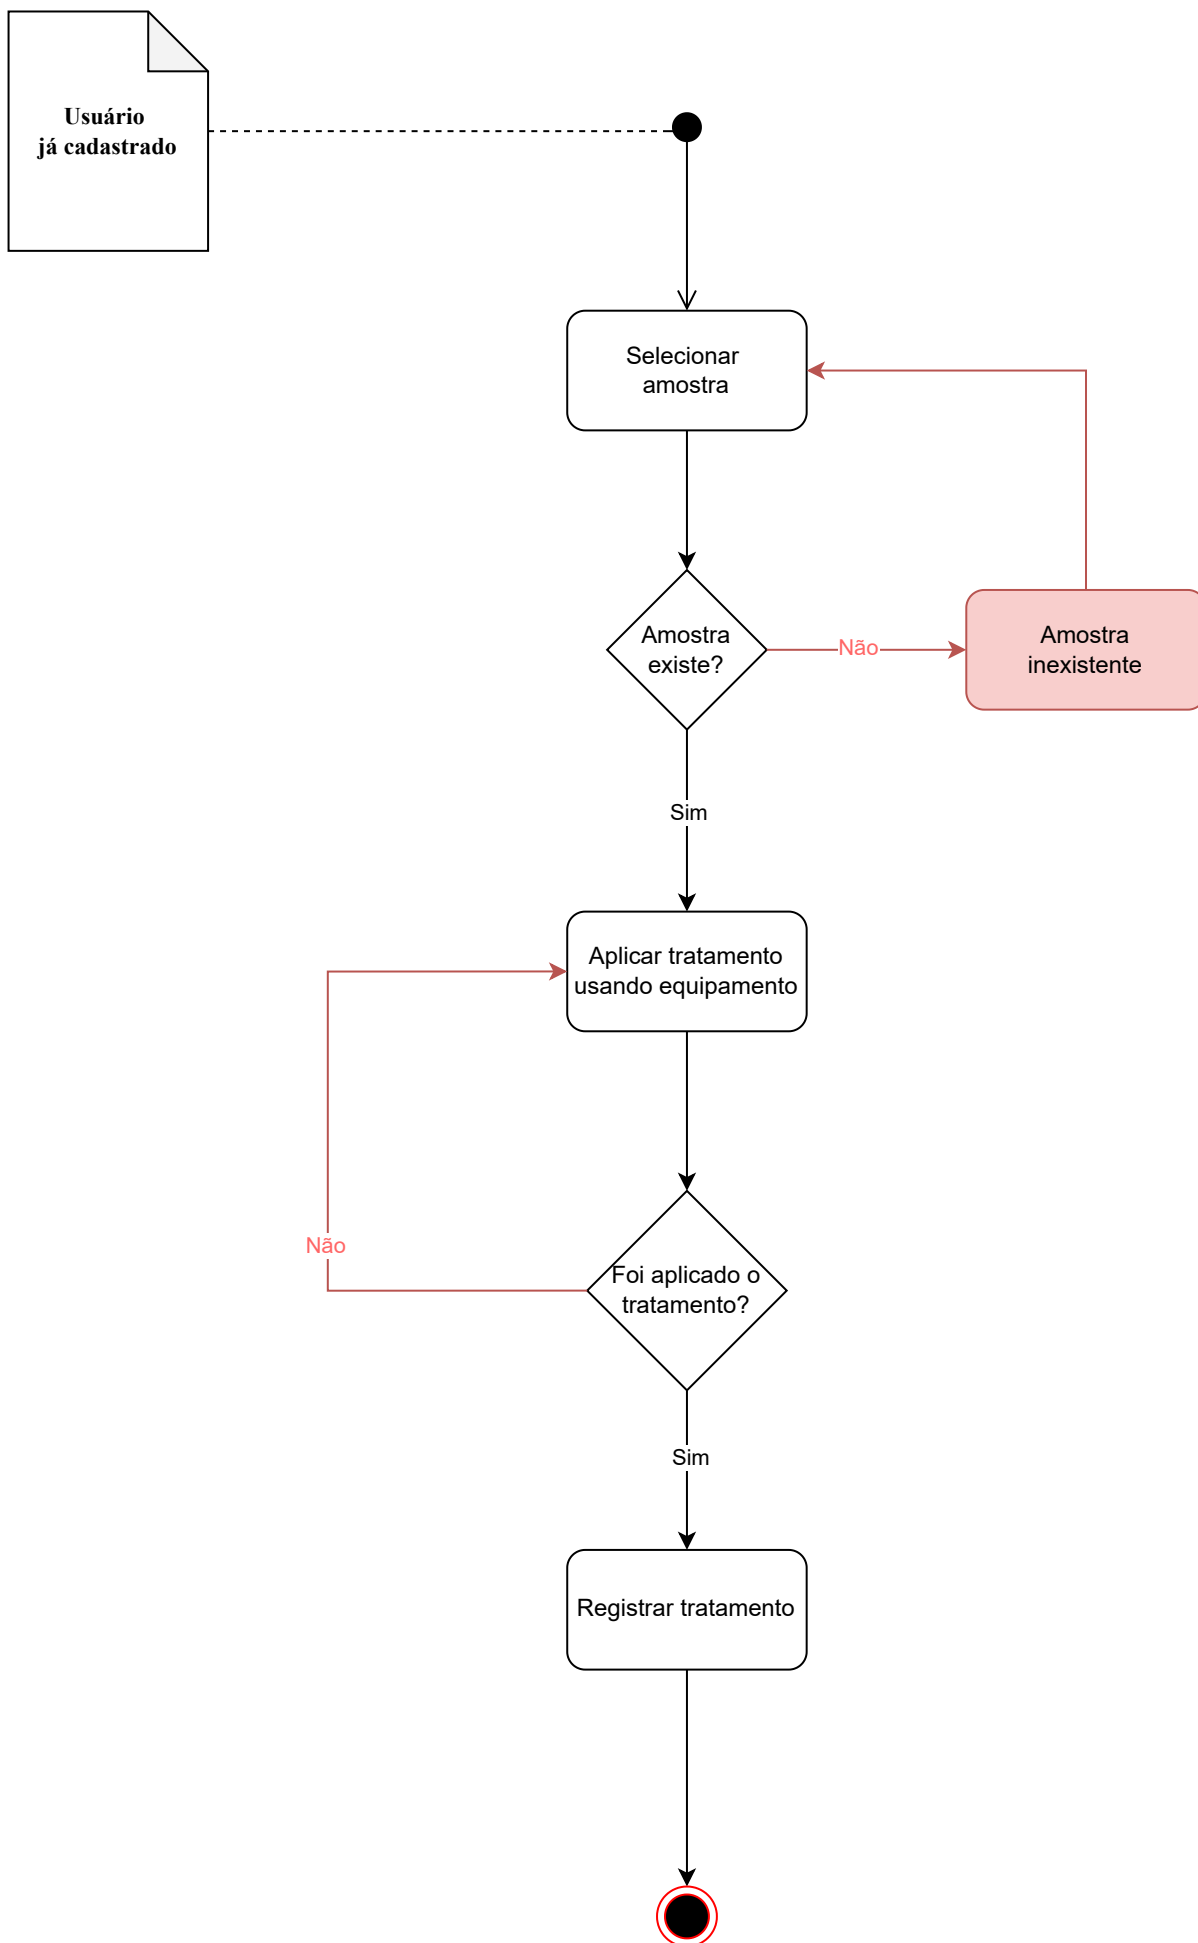 Usuário
já cadastrado
Selecionar
amostra
Amostra
existe?
Não
Amostra
inexistente
Sim
Aplicar tratamento
usando equipamento
Não
Foi aplicado o
tratamento?
Sim
Registrar tratamento